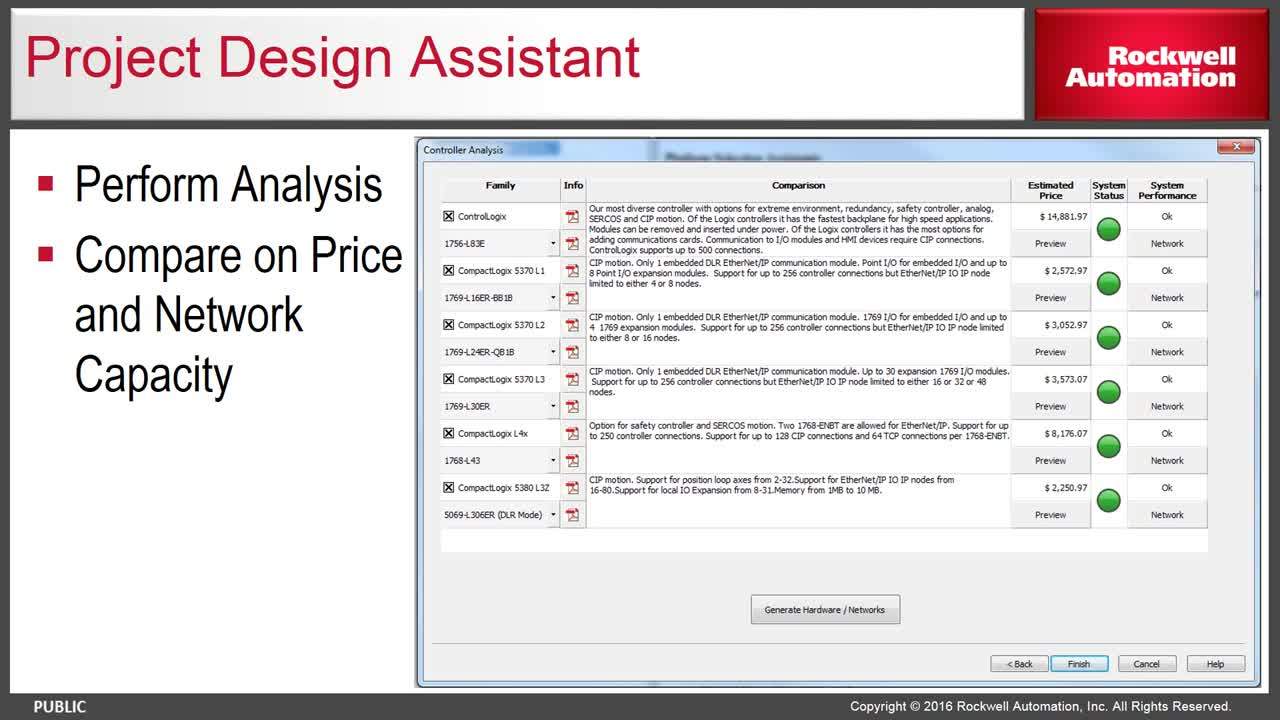 Project Design Assistant
Rockwell
Automation
Perform Analysis
Compare on Price
and Network
Capacity
Controller Analysis
Family Info Comparison Estimated Price System Status System Performance
ControlLogix
1756-L83E
Our most diverse controller with options for extreme environment, redundancy, safety controller, analog,
SERCOS and CIP motion. Of the Logix controllers it has the fastest backplane for high speed applications.
Modules can be removed and inserted under power. Of the Logix controllers it has the most options for
adding communications cards. Communication to I/O modules and HMI devices require CIP connections.
ControlLogix supports up to 500 connections.
$ 14,881.97 Ok
Preview Network
CompactLogix 5370 L1
1769-L16ER-BB1B
CIP motion. Only 1 embedded DLR EtherNet/IP communication module. Point I/O for embedded I/O and up to
8 Point I/O expansion modules. Support for up to 256 controller connections but EtherNet/IP IO IP node
limited to either 4 or 8 nodes.
$ 2,572.97 Ok
Preview Network
CompactLogix 5370 L2
1769-L24ER-QB1B
CIP motion. Only 1 embedded DLR EtherNet/IP communication module. 1769 I/O for embedded I/O and up to
4 1769 expansion modules. Support for up to 256 controller connections but EtherNet/IP IO IP node limited
to either 8 or 16 nodes.
$ 3,052.97 Ok
Preview Network
CompactLogix 5370 L3
1769-L30ER
CIP motion. Only 1 embedded DLR EtherNet/IP communication module. Up to 30 expansion 1769 I/O modules.
Support for up to 256 controller connections but EtherNet/IP IO IP node limited to either 16 or 32 or 48
nodes.
$ 3,573.07 Ok
Preview Network
CompactLogix L4x
1768-L43
Option for safety controller and SERCOS motion. Two 1768-ENBT are allowed for EtherNet/IP. Support for up
to 250 controller connections. Support for up to 128 CIP connections and 64 TCP connections per 1768-ENBT.
$ 8,176.07 Ok
Preview Network
CompactLogix 5380 L3Z
5069-L306ER (DLR Mode)
CIP motion. Support for position loop axes from 2-32.Support for EtherNet/IP IO IP nodes from
16-80.Support for local IO Expansion from 8-31.Memory from 1MB to 10 MB.
$ 2,250.97 Ok
Preview Network
Generate Hardware / Networks
< Back Finish Cancel Help
PUBLIC
Copyright © 2016 Rockwell Automation, Inc. All Rights Reserved.